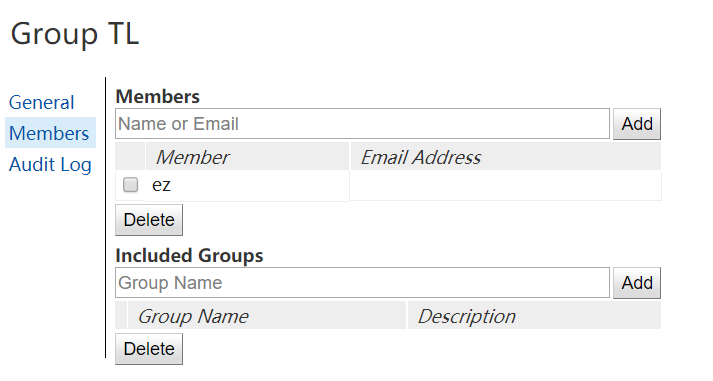 Group TL
General
Members
Audit Log
Members
Name or Email
Add
Member Email Address
ez
Delete
Included Groups
Group Name
Add
Group Name Description
Delete